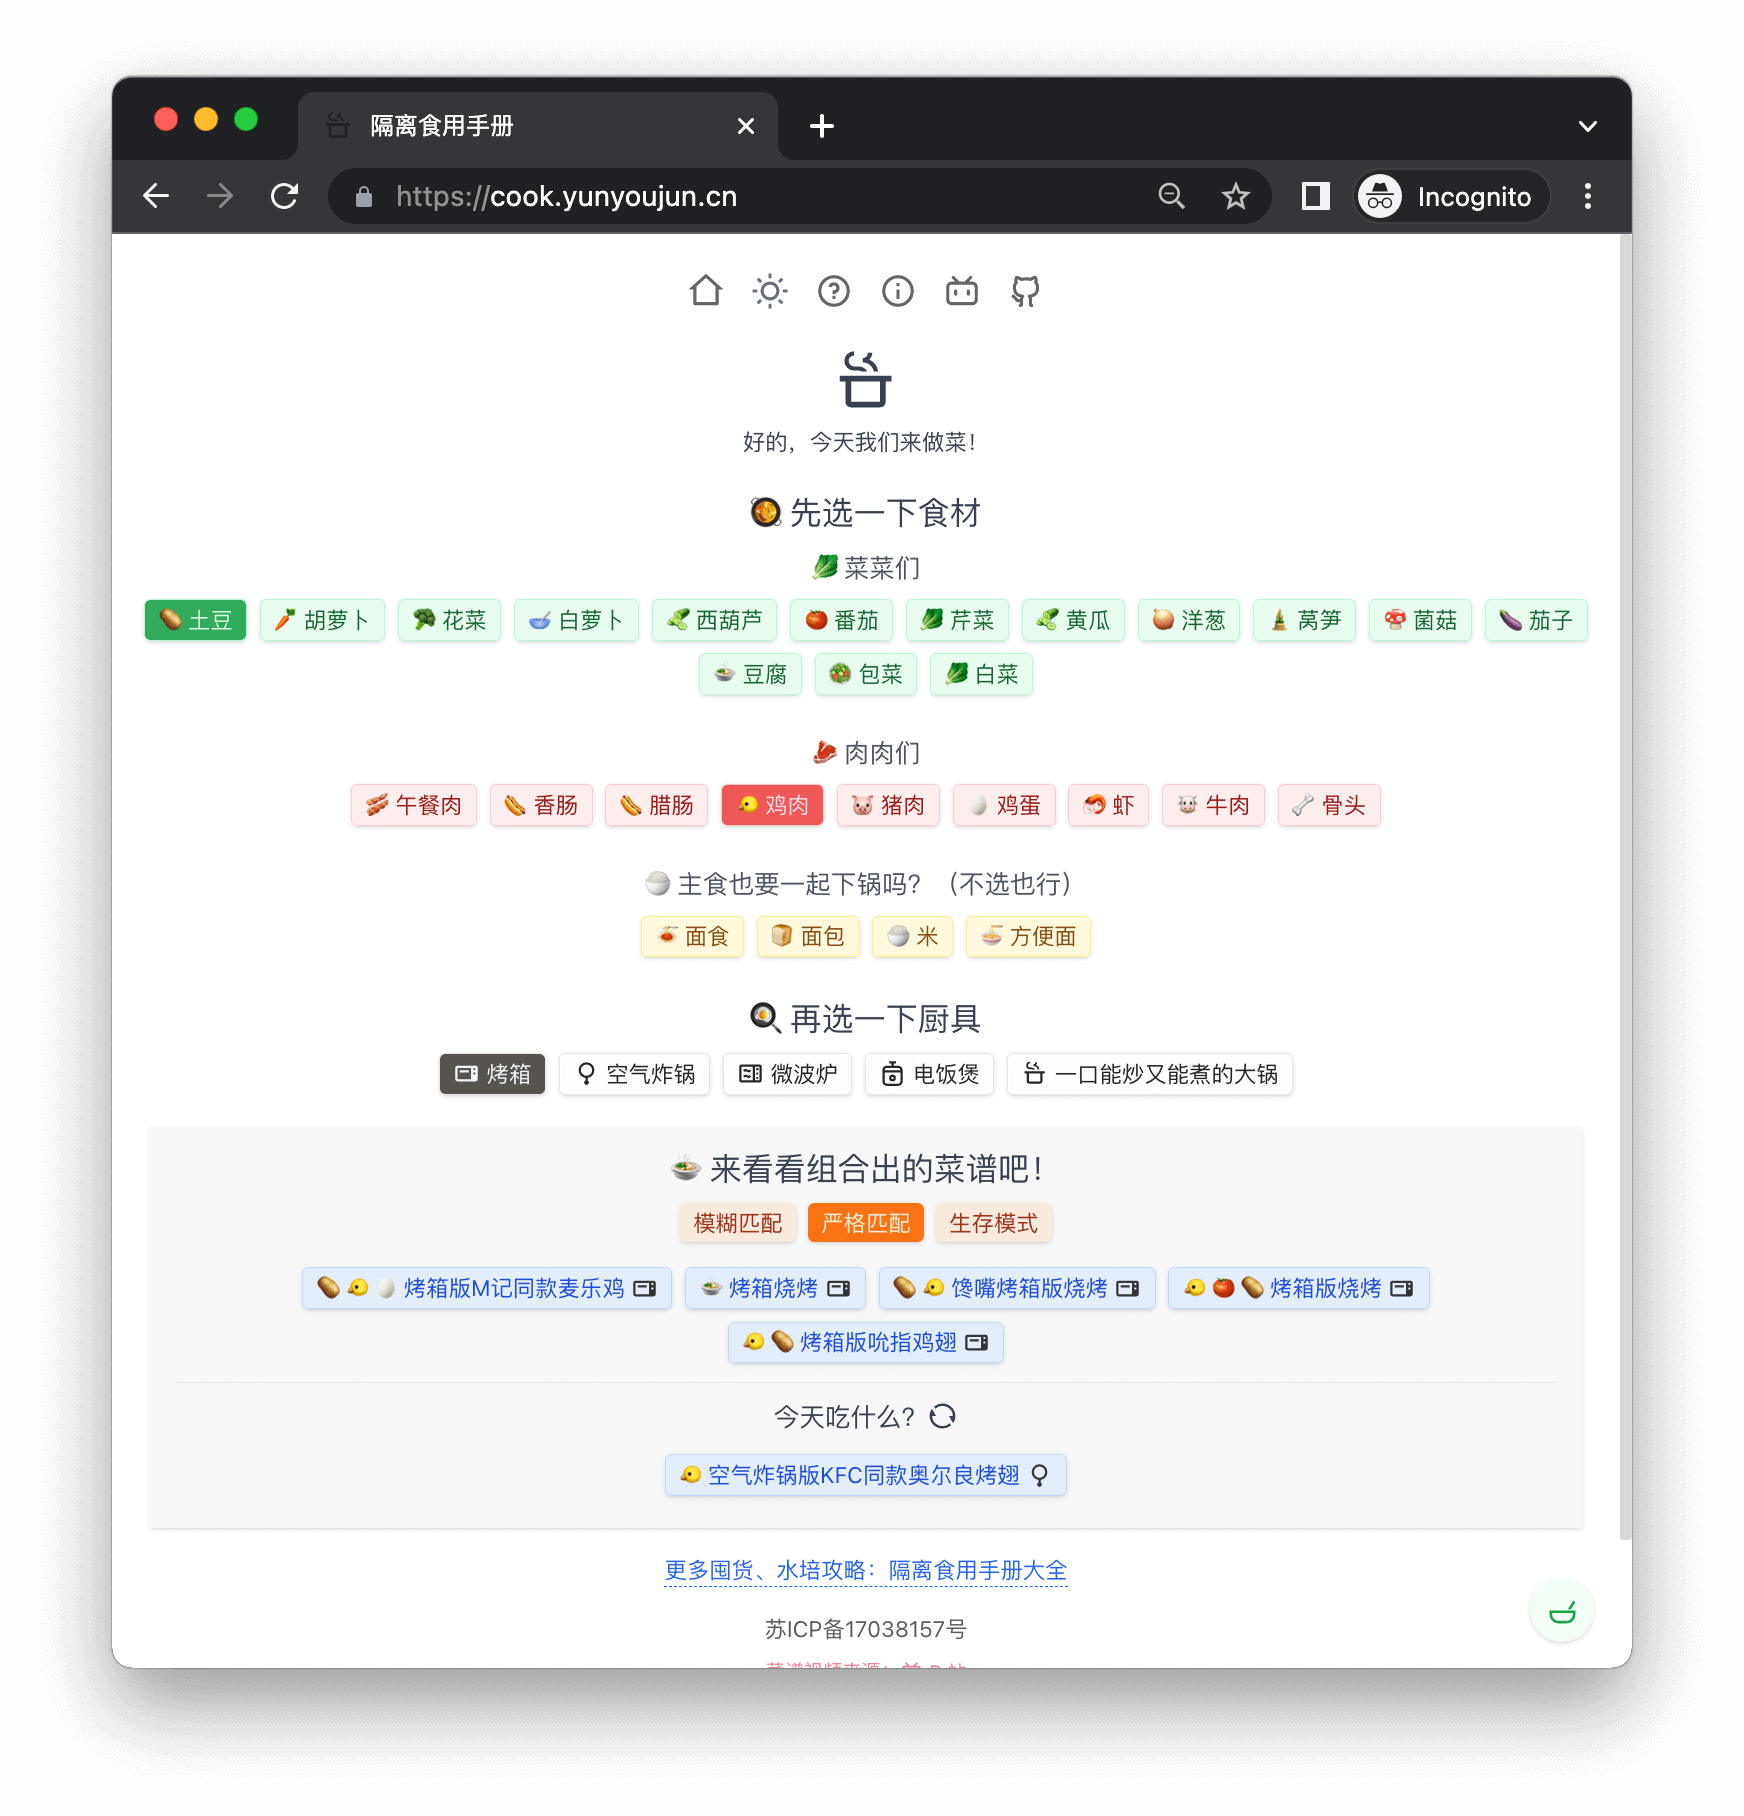 隔离食用手册
https://cook.yunyoujun.cn
Incognito
好的，今天我们来做菜！
先选一下食材
菜菜们
土豆 胡萝卜 花菜 白萝卜 西葫芦 番茄 芹菜 黄瓜 洋葱 莴笋 菌菇 茄子
豆腐 包菜 白菜
肉肉们
午餐肉 香肠 腊肠 鸡肉 猪肉 鸡蛋 虾 牛肉 骨头
主食也要一起下锅吗？（不选也行）
面食 面包 米 方便面
再选一下厨具
烤箱 空气炸锅 微波炉 电饭煲 一口能炒又能煮的大锅
来看看组合出的菜谱吧！
模糊匹配 严格匹配 生存模式
烤箱版M记同款麦乐鸡 烤箱烧烤 馋嘴烤箱版烧烤 烤箱版烧烤
烤箱版吮指鸡翅
今天吃什么？
空气炸锅版KFC同款奥尔良烤翅
更多囤货、水培攻略：隔离食用手册大全
苏ICP备17038157号